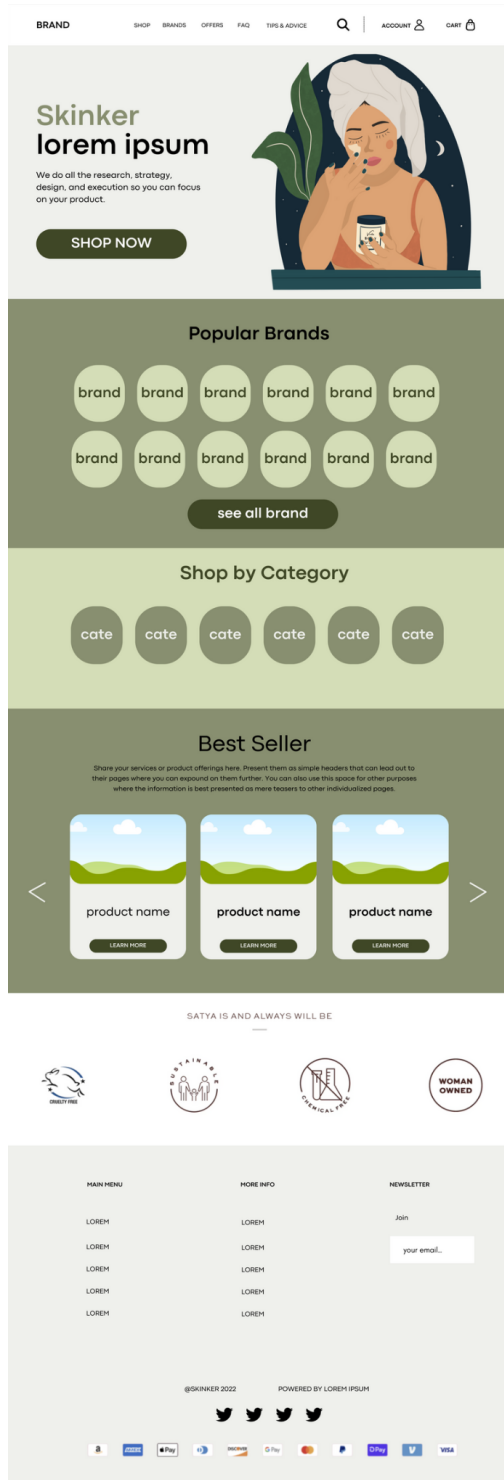 BRAND SHOP BRANDS OFFERS FAQ TIPS & ADVICE ACCOUNT CART
Skinker
lorem ipsum
We do all the research, strategy,
design, and execution so you can focus
on your product.
SHOP NOW
Popular Brands
brand brand brand brand brand brand
brand brand brand brand brand brand
see all brand
Shop by Category
cate cate cate cate cate cate
Best Seller
Share your services or product offerings here. Present them as simple headers that can lead out to
their pages where you can expound on them further. You can also use this space for other purposes
where the information is best presented as mere teasers to other individualized pages.
product name product name product name
LEARN MORE LEARN MORE LEARN MORE
SATYA IS AND ALWAYS WILL BE
CRUELTY FREE
SUSTAINABLE
CHEMICAL FREE
WOMAN
OWNED
MAIN MENU MORE INFO NEWSLETTER
LOREM LOREM Join
LOREM LOREM your email...
LOREM LOREM
LOREM LOREM
LOREM LOREM
@SKINKER 2022 POWERED BY LOREM IPSUM
Pay DISCOVER G Pay Pay VISA